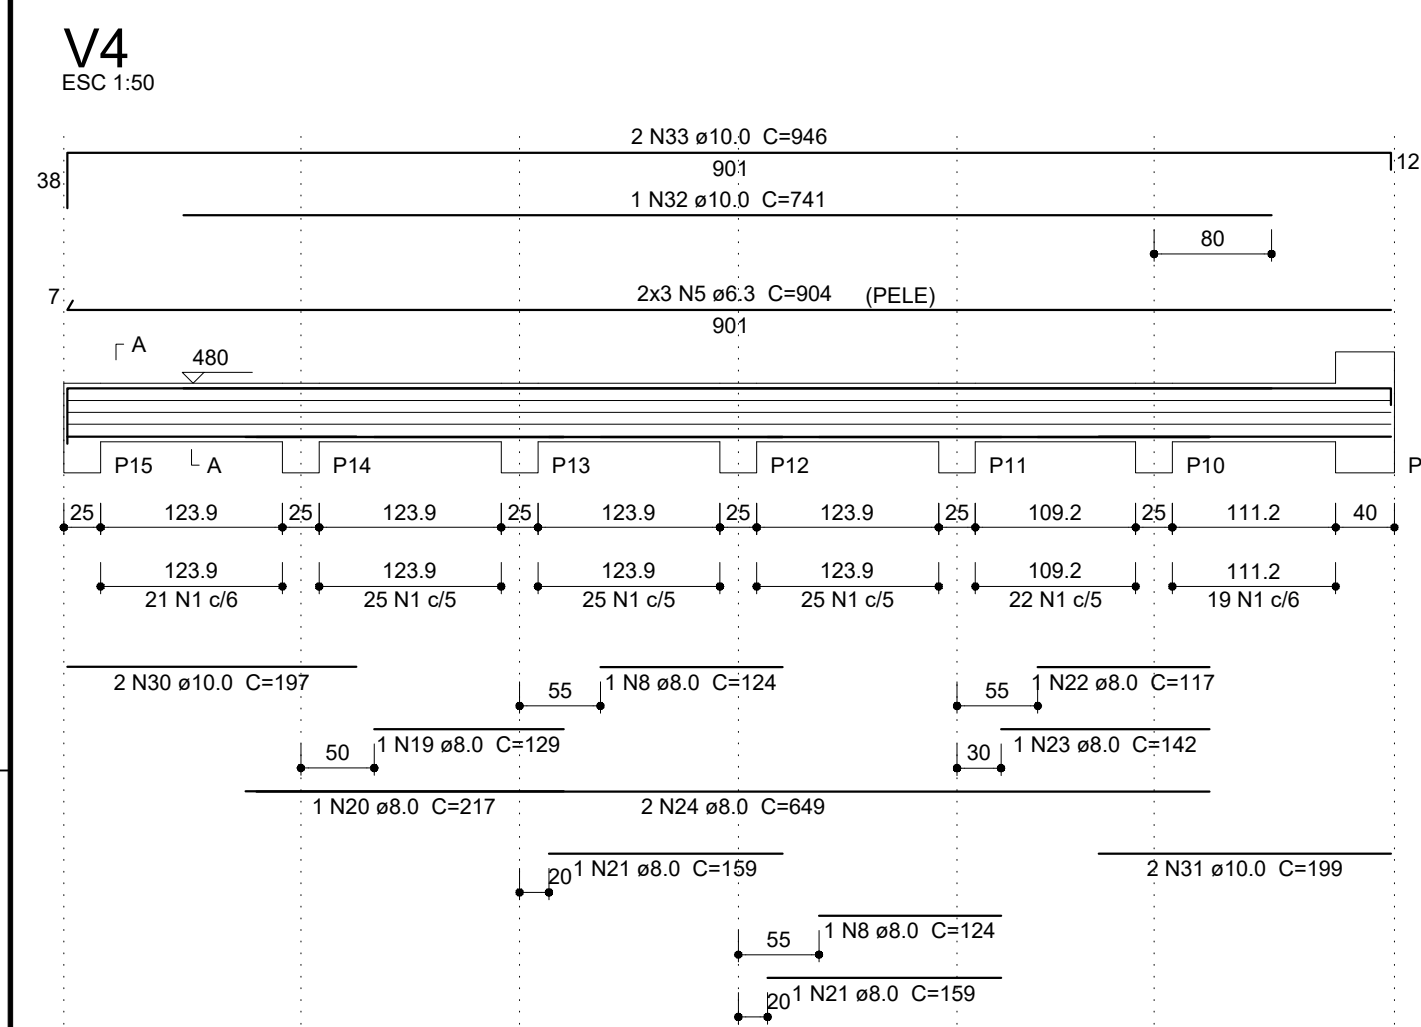 V4
ESC 1:50
2 N33 ø10.0 C=946
38
901
12
1 N32 ø10.0 C=741
80
7
2x3 N5 ø6.3 C=904 (PELE)
901
A
480
P15 A P14 P13 P12 P11 P10 P
25 123.9 25 123.9 25 123.9 25 123.9 25 109.2 25 111.2 40
123.9 123.9 123.9 123.9 109.2 111.2
21 N1 c/6 25 N1 c/5 25 N1 c/5 25 N1 c/5 22 N1 c/5 19 N1 c/6
2 N30 ø10.0 C=197 55 1 N8 ø8.0 C=124 55 1 N22 ø8.0 C=117
50 1 N19 ø8.0 C=129 30 1 N23 ø8.0 C=142
1 N20 ø8.0 C=217 2 N24 ø8.0 C=649
20 1 N21 ø8.0 C=159 2 N31 ø10.0 C=199
55 1 N8 ø8.0 C=124
20 1 N21 ø8.0 C=159